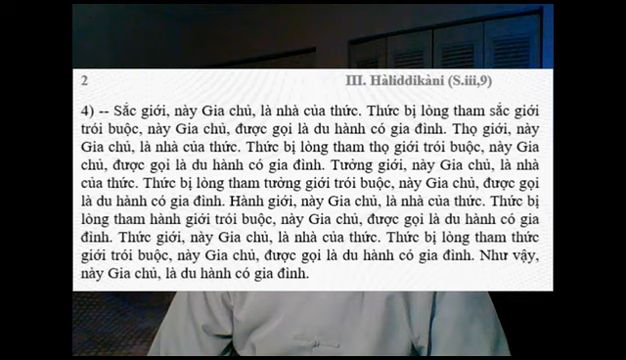 2 III. Hàliddikàni (S.iii,9)
4) -- Sắc giới, này Gia chủ, là nhà của thức. Thức bị lòng tham sắc giới
trói buộc, này Gia chủ, được gọi là du hành có gia đình. Thọ giới, này
Gia chủ, là nhà của thức. Thức bị lòng tham thọ giới trói buộc, này Gia
chủ, được gọi là du hành có gia đình. Tưởng giới, này Gia chủ, là nhà
của thức. Thức bị lòng tham tưởng giới trói buộc, này Gia chủ, được gọi
là du hành có gia đình. Hành giới, này Gia chủ, là nhà của thức. Thức bị
lòng tham hành giới trói buộc, này Gia chủ, được gọi là du hành có gia
đình. Thức giới, này Gia chủ, là nhà của thức. Thức bị lòng tham thức
giới trói buộc, này Gia chủ, được gọi là du hành có gia đình. Như vậy,
này Gia chủ, là du hành có gia đình.